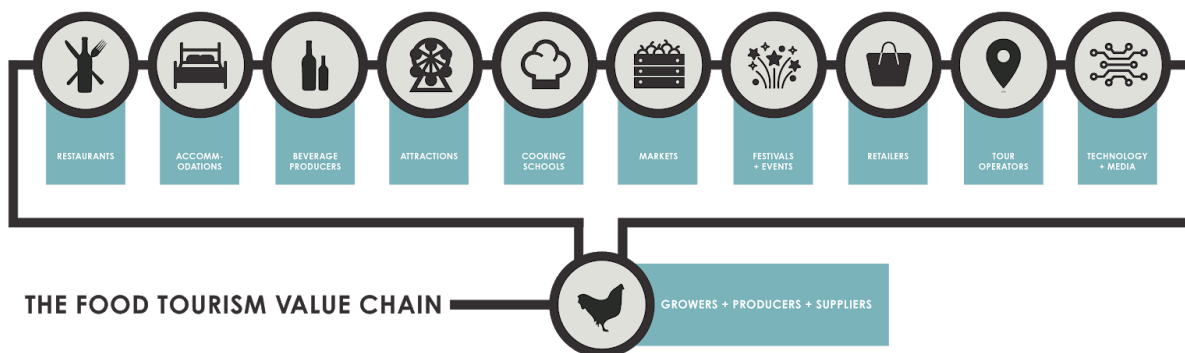 RESTAURANTS
ACCOMM-
ODATIONS
BEVERAGE
PRODUCERS
ATTRACTIONS
COOKING
SCHOOLS
MARKETS
FESTIVALS
+ EVENTS
RETAILERS
TOUR
OPERATORS
TECHNOLOGY
+ MEDIA
THE FOOD TOURISM VALUE CHAIN
GROWERS + PRODUCERS + SUPPLIERS